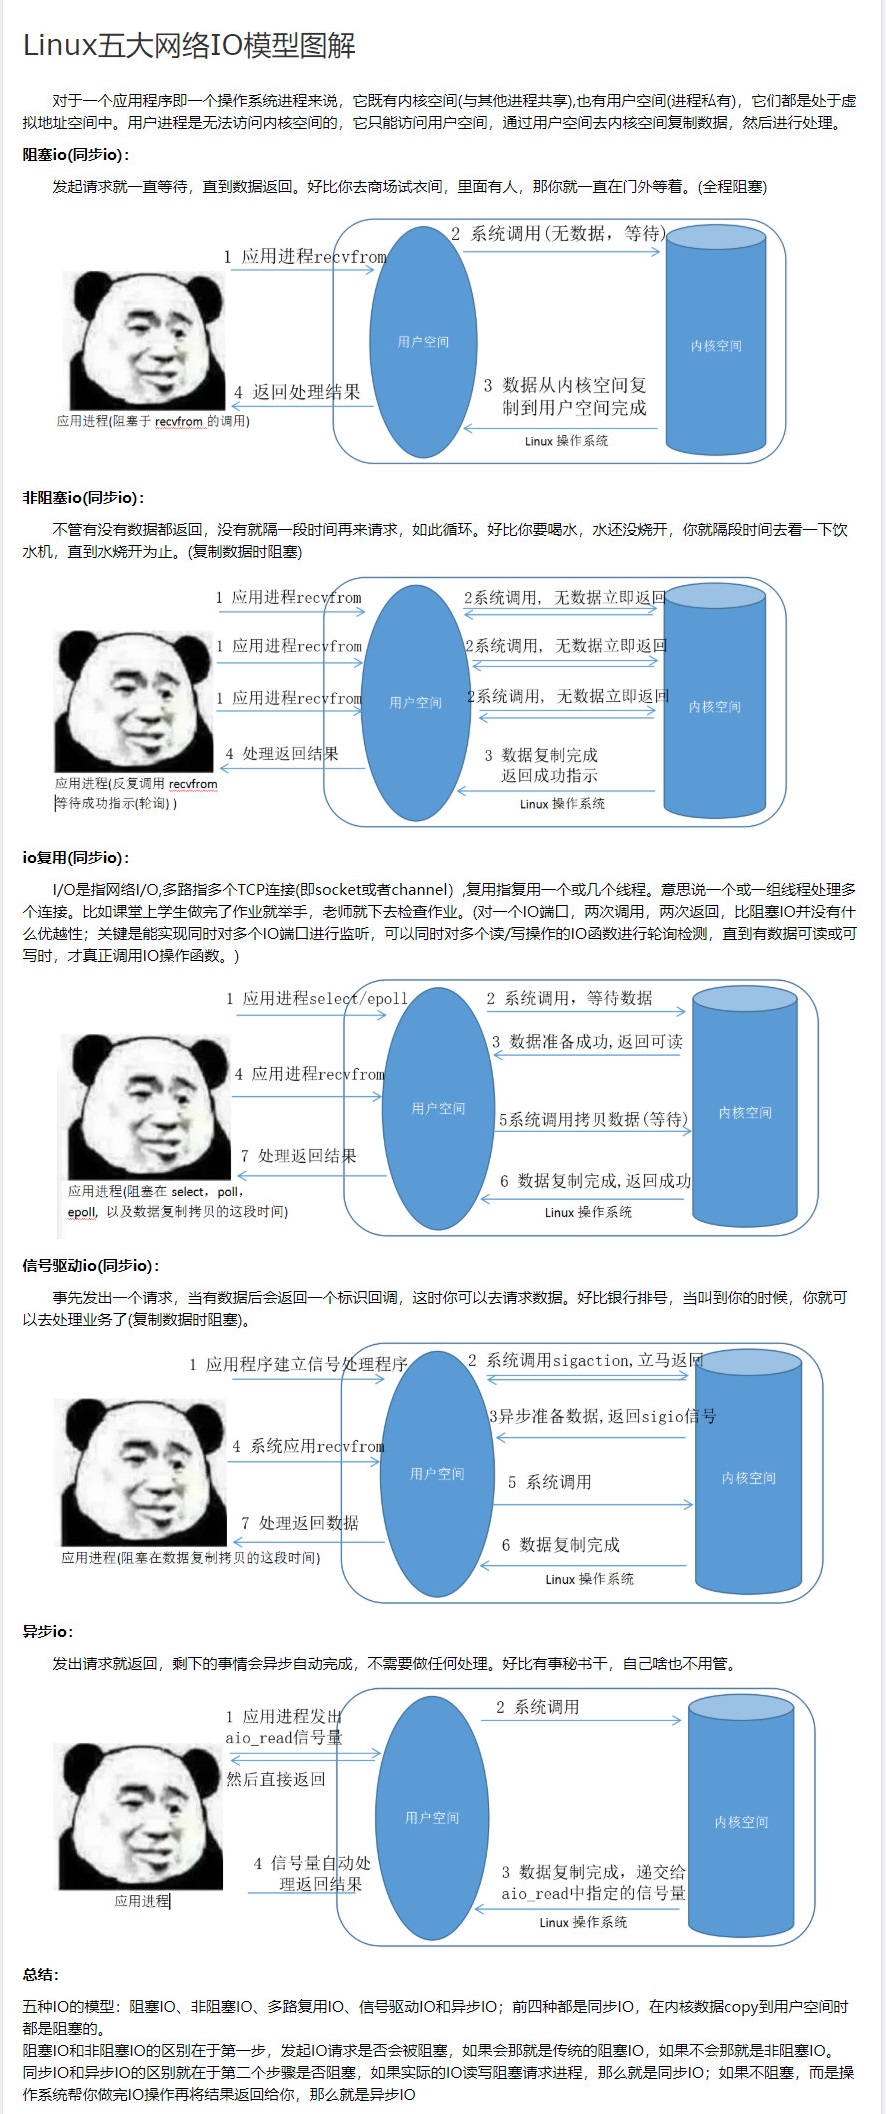 Linux五大网络IO模型图解
对于一个应用程序即一个操作系统进程来说，它既有内核空间(与其他进程共享),也有用户空间(进程私有)，它们都是处于虚
拟地址空间中。用户进程是无法访问内核空间的，它只能访问用户空间，通过用户空间去内核空间复制数据，然后进行处理。
阻塞io(同步io)：
发起请求就一直等待，直到数据返回。好比你去商场试衣间，里面有人，那你就一直在门外等着。(全程阻塞)
2 系统调用(无数据，等待)
1 应用进程recvfrom
用户空间
内核空间
3 数据从内核空间复
制到用户空间完成
4 返回处理结果
应用进程(阻塞于 recvfrom 的调用)
Linux 操作系统
非阻塞io(同步io)：
不管有没有数据都返回，没有就隔一段时间再来请求，如此循环。好比你要喝水，水还没烧开，你就隔段时间去看一下饮
水机，直到水烧开为止。(复制数据时阻塞)
1 应用进程recvfrom
2系统调用，无数据立即返回
1 应用进程recvfrom
2系统调用，无数据立即返回
1 应用进程recvfrom
2系统调用，无数据立即返回
用户空间
内核空间
4 处理返回结果
3 数据复制完成
返回成功指示
应用进程(反复调用 recvfrom
等待成功指示(轮询) )
Linux 操作系统
io复用(同步io)：
I/O是指网络I/O,多路指多个TCP连接(即socket或者channel）,复用指复用一个或几个线程。意思说一个或一组线程处理多
个连接。比如课堂上学生做完了作业就举手，老师就下去检查作业。(对一个IO端口，两次调用，两次返回，比阻塞IO并没有什
么优越性；关键是能实现同时对多个IO端口进行监听，可以同时对多个读/写操作的IO函数进行轮询检测，直到有数据可读或可
写时，才真正调用IO操作函数。)
1 应用进程select/epoll
2 系统调用，等待数据
3 数据准备成功,返回可读
4 应用进程recvfrom
用户空间
内核空间
5系统调用拷贝数据(等待)
7 处理返回结果
6 数据复制完成,返回成功
应用进程(阻塞在 select，poll，
epoll，以及数据复制拷贝的这段时间)
Linux 操作系统
信号驱动io(同步io)：
事先发出一个请求，当有数据后会返回一个标识回调，这时你可以去请求数据。好比银行排号，当叫到你的时候，你就可
以去处理业务了(复制数据时阻塞)。
1 应用程序建立信号处理程序
2 系统调用sigaction,立马返回
3异步准备数据,返回sigio信号
4 系统应用recvfrom
用户空间
内核空间
5 系统调用
7 处理返回数据
6 数据复制完成
应用进程(阻塞在数据复制拷贝的这段时间)
Linux 操作系统
异步io：
发出请求就返回，剩下的事情会异步自动完成，不需要做任何处理。好比有事秘书干，自己啥也不用管。
2 系统调用
1 应用进程发出
aio_read信号量
然后直接返回
用户空间
内核空间
4 信号量自动处
理返回结果
3 数据复制完成，递交给
aio_read中指定的信号量
应用进程
Linux 操作系统
总结：
五种IO的模型：阻塞IO、非阻塞IO、多路复用IO、信号驱动IO和异步IO；前四种都是同步IO，在内核数据copy到用户空间时
都是阻塞的。
阻塞IO和非阻塞IO的区别在于第一步，发起IO请求是否会被阻塞，如果会那就是传统的阻塞IO，如果不会那就是非阻塞IO。
同步IO和异步IO的区别就在于第二个步骤是否阻塞，如果实际的IO读写阻塞请求进程，那么就是同步IO；如果不阻塞，而是操
作系统帮你做完IO操作再将结果返回给你，那么就是异步IO